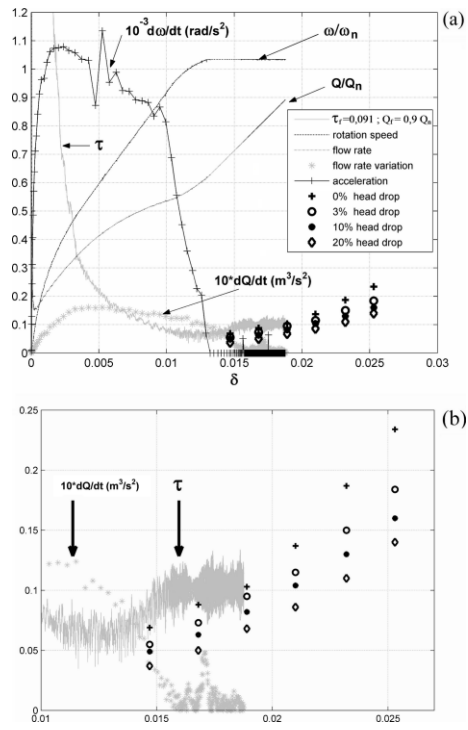 (a)
1.2
1.1
1
0.9
0.8
0.7
0.6
0.5
0.4
0.3
0.2
0.1
0
10⁻³dω/dt (rad/s²)
ω/ωₙ
Q/Qₙ
τ
τf=0,091 ; Qf= 0,9 Qₙ
rotation speed
flow rate
flow rate variation
acceleration
0% head drop
3% head drop
10% head drop
20% head drop
10*dQ/dt (m³/s²)
0 0.005 0.01 0.015 0.02 0.025 0.03
δ
(b)
0.25
0.2
0.15
0.1
0.05
0
10*dQ/dt (m³/s²)
τ
0.01 0.015 0.02 0.025